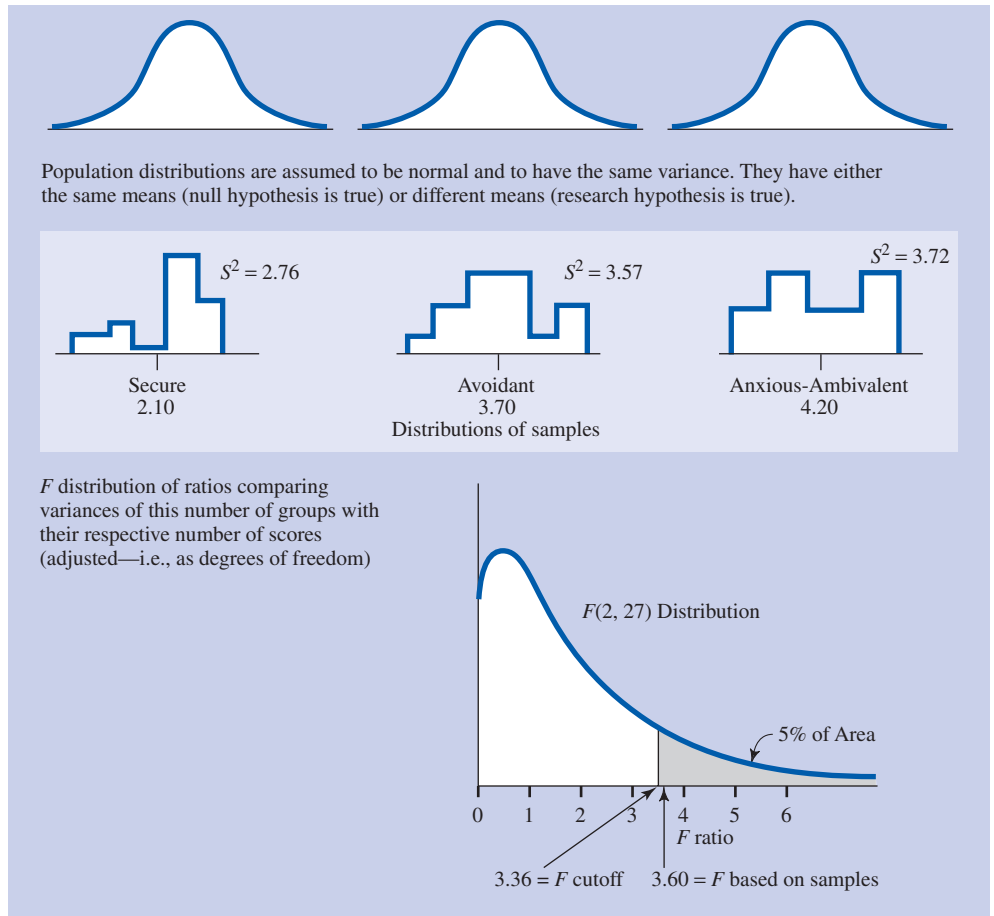 Population distributions are assumed to be normal and to have the same variance. They have either
the same means (null hypothesis is true) or different means (research hypothesis is true).
S² = 2.76
S² = 3.57
S² = 3.72
Secure
2.10
Avoidant
3.70
Anxious-Ambivalent
4.20
Distributions of samples
F distribution of ratios comparing
variances of this number of groups with
their respective number of scores
(adjusted—i.e., as degrees of freedom)
F(2, 27) Distribution
5% of Area
0 1 2 3 4 5 6
F ratio
3.36 = F cutoff
3.60 = F based on samples